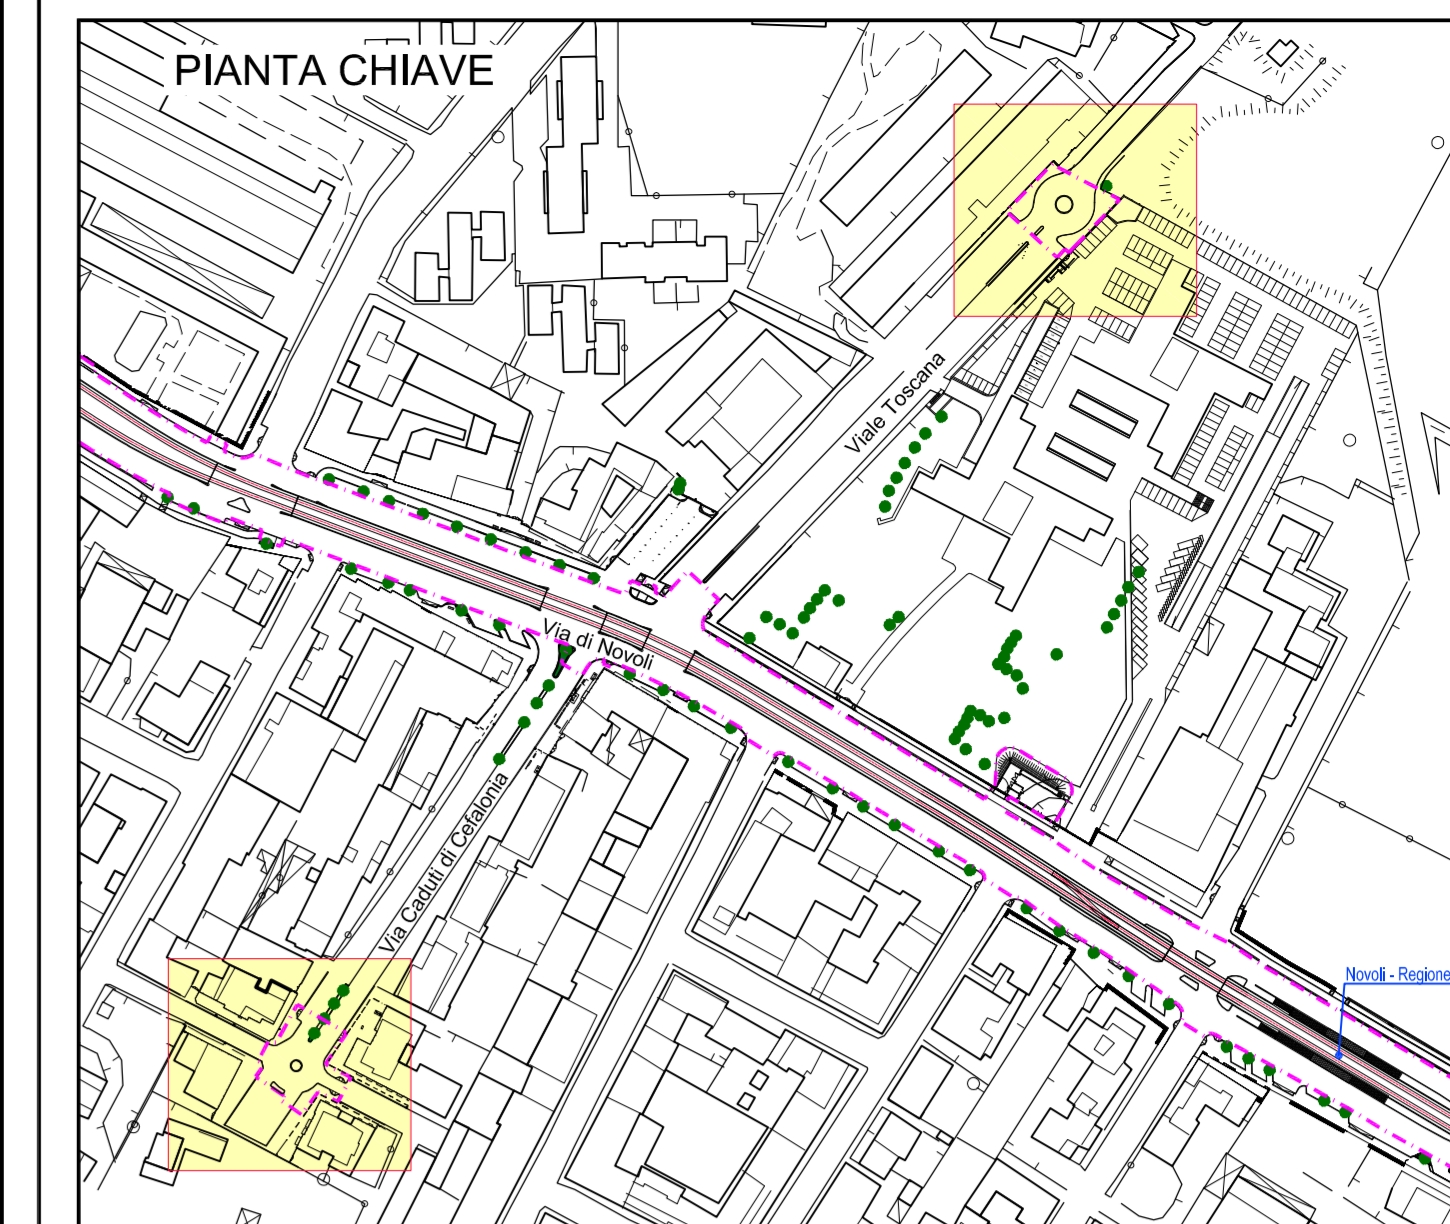 PIANTA CHIAVE
Viale Toscana
Via di Novoli
Via Caduti di Cefalonia
Novoli - Regione